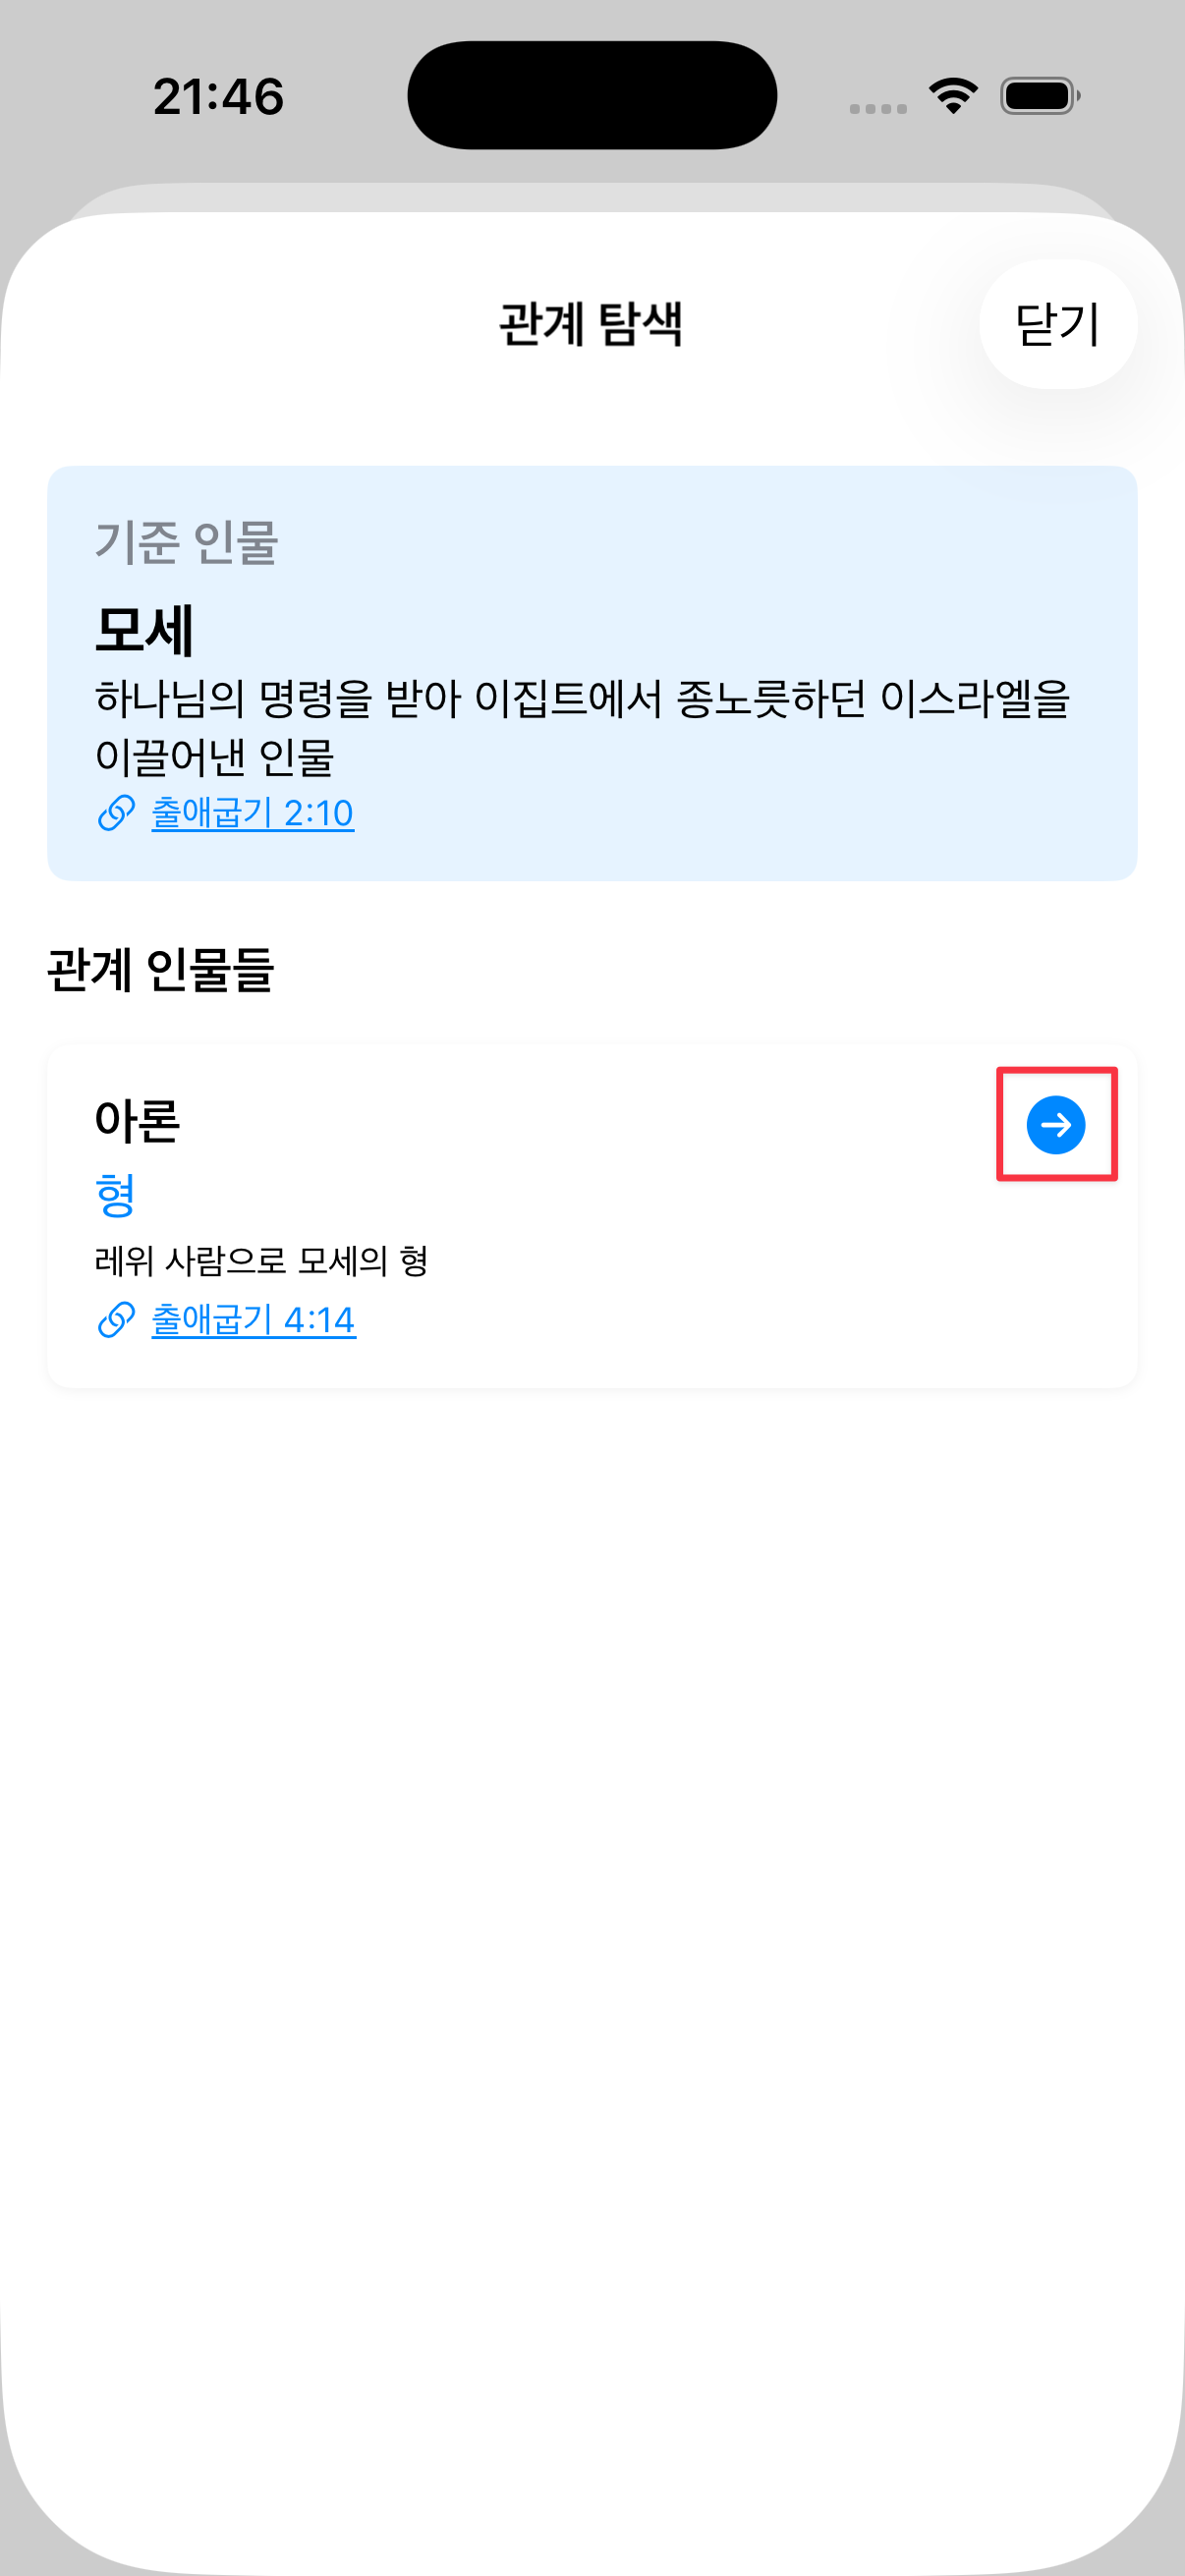 21:46
관계 탐색
닫기
기준 인물
모세
하나님의 명령을 받아 이집트에서 종노릇하던 이스라엘을
이끌어낸 인물
출애굽기 2:10
관계 인물들
아론
형
레위 사람으로 모세의 형
출애굽기 4:14